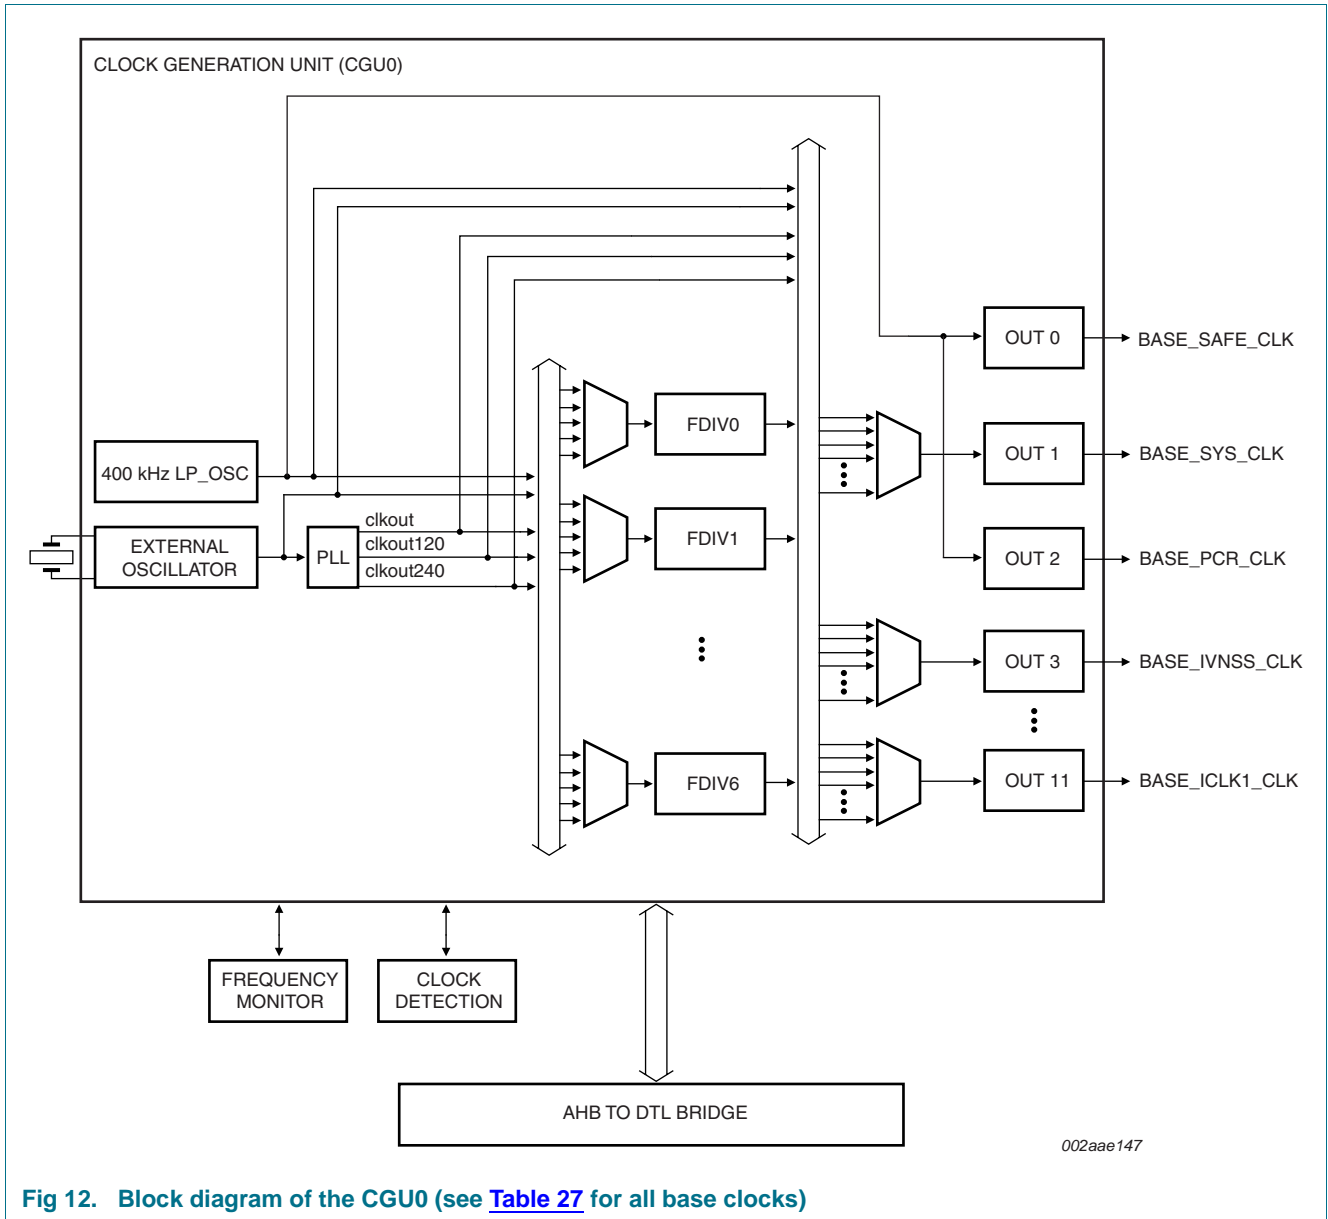 CLOCK GENERATION UNIT (CGU0)
OUT 0
BASE_SAFE_CLK
FDIV0
OUT 1
BASE_SYS_CLK
400 kHz LP_OSC
clkout
EXTERNAL
OSCILLATOR
PLL
clkout120
clkout240
FDIV1
OUT 2
BASE_PCR_CLK
OUT 3
BASE_IVNSS_CLK
FDIV6
OUT 11
BASE_ICLK1_CLK
FREQUENCY
MONITOR
CLOCK
DETECTION
AHB TO DTL BRIDGE
002aae147
Fig 12. Block diagram of the CGU0 (see Table 27 for all base clocks)